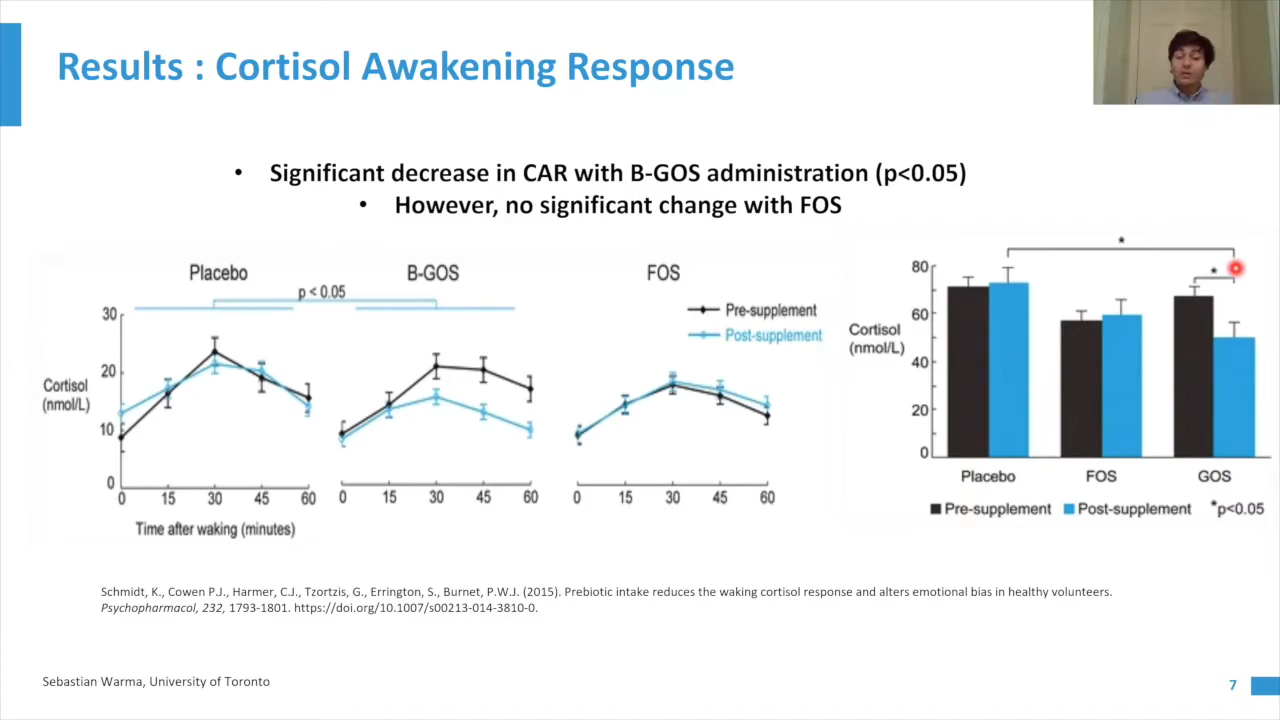 Results : Cortisol Awakening Response
• Significant decrease in CAR with B-GOS administration (p<0.05)
• However, no significant change with FOS
Placebo
B-GOS
FOS
p < 0.05
Pre-supplement
Post-supplement
Cortisol
(nmol/L)
30
20
10
0
0 15 30 45 60
0 15 30 45 60
0 15 30 45 60
Time after waking (minutes)
*
*
Cortisol
(nmol/L)
80
60
40
20
0
Placebo FOS GOS
Pre-supplement Post-supplement *p<0.05
Schmidt, K., Cowen P.J., Harmer, C.J., Tzortzis, G., Errington, S., Burnet, P.W.J. (2015). Prebiotic intake reduces the waking cortisol response and alters emotional bias in healthy volunteers.
Psychopharmacol, 232, 1793-1801. https://doi.org/10.1007/s00213-014-3810-0.
Sebastian Warma, University of Toronto
7